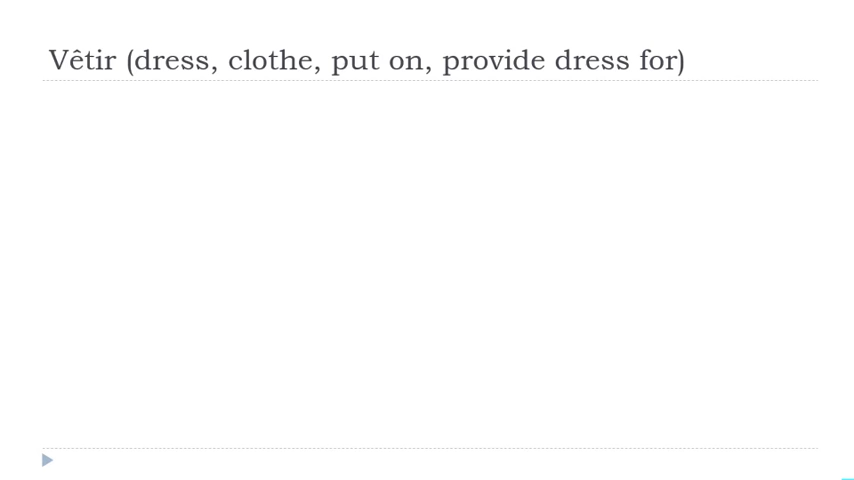 Vêtir (dress, clothe, put on, provide dress for)